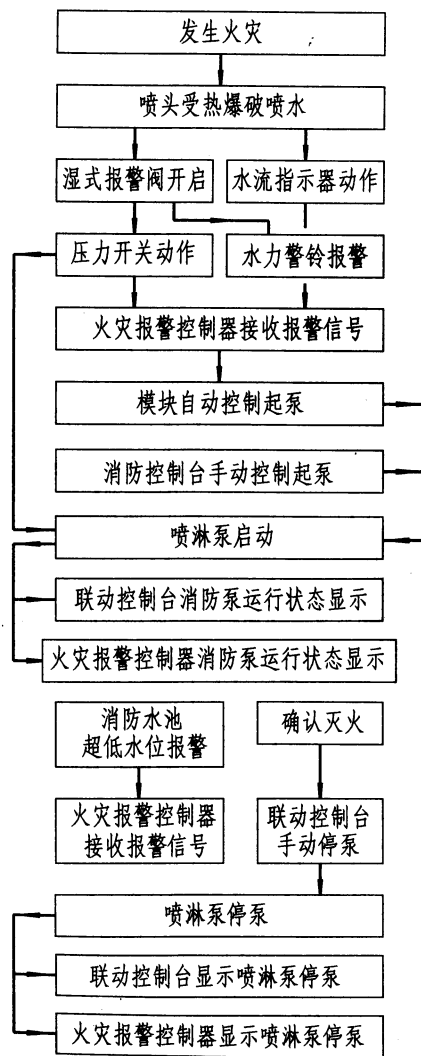 发生火灾
喷头受热爆破喷水
湿式报警阀开启
水流指示器动作
压力开关动作
水力警铃报警
火灾报警控制器接收报警信号
模块自动控制起泵
消防控制台手动控制起泵
喷淋泵启动
联动控制台消防泵运行状态显示
火灾报警控制器消防泵运行状态显示
消防水池
超低水位报警
确认灭火
火灾报警控制器
接收报警信号
联动控制台
手动停泵
喷淋泵停泵
联动控制台显示喷淋泵停泵
火灾报警控制器显示喷淋泵停泵